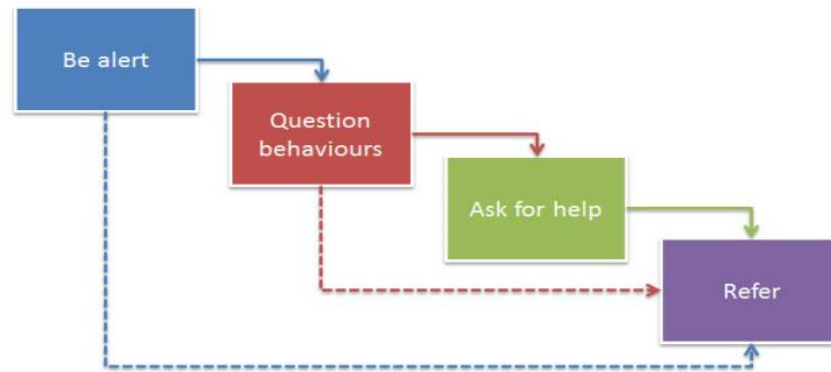 Be alert
Question
behaviours
Ask for help
Refer